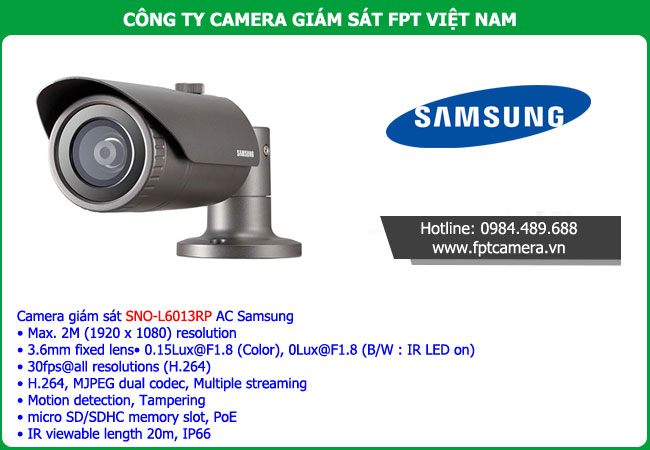 CÔNG TY CAMERA GIÁM SÁT FPT VIỆT NAM
SAMSUNG
SAMSUNG
Hotline: 0984.489.688
www.fptcamera.vn
Camera giám sát SNO-L6013RP AC Samsung
• Max. 2M (1920 x 1080) resolution
• 3.6mm fixed lens• 0.15Lux@F1.8 (Color), 0Lux@F1.8 (B/W : IR LED on)
• 30fps@all resolutions (H.264)
• H.264, MJPEG dual codec, Multiple streaming
• Motion detection, Tampering
• micro SD/SDHC memory slot, PoE
• IR viewable length 20m, IP66